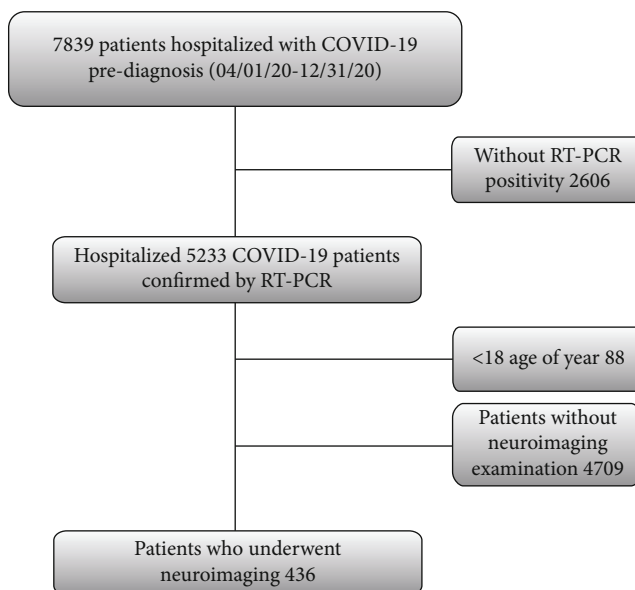 7839 patients hospitalized with COVID-19
pre-diagnosis (04/01/20-12/31/20)
Without RT-PCR
positivity 2606
Hospitalized 5233 COVID-19 patients
confirmed by RT-PCR
<18 age of year 88
Patients without
neuroimaging
examination 4709
Patients who underwent
neuroimaging 436